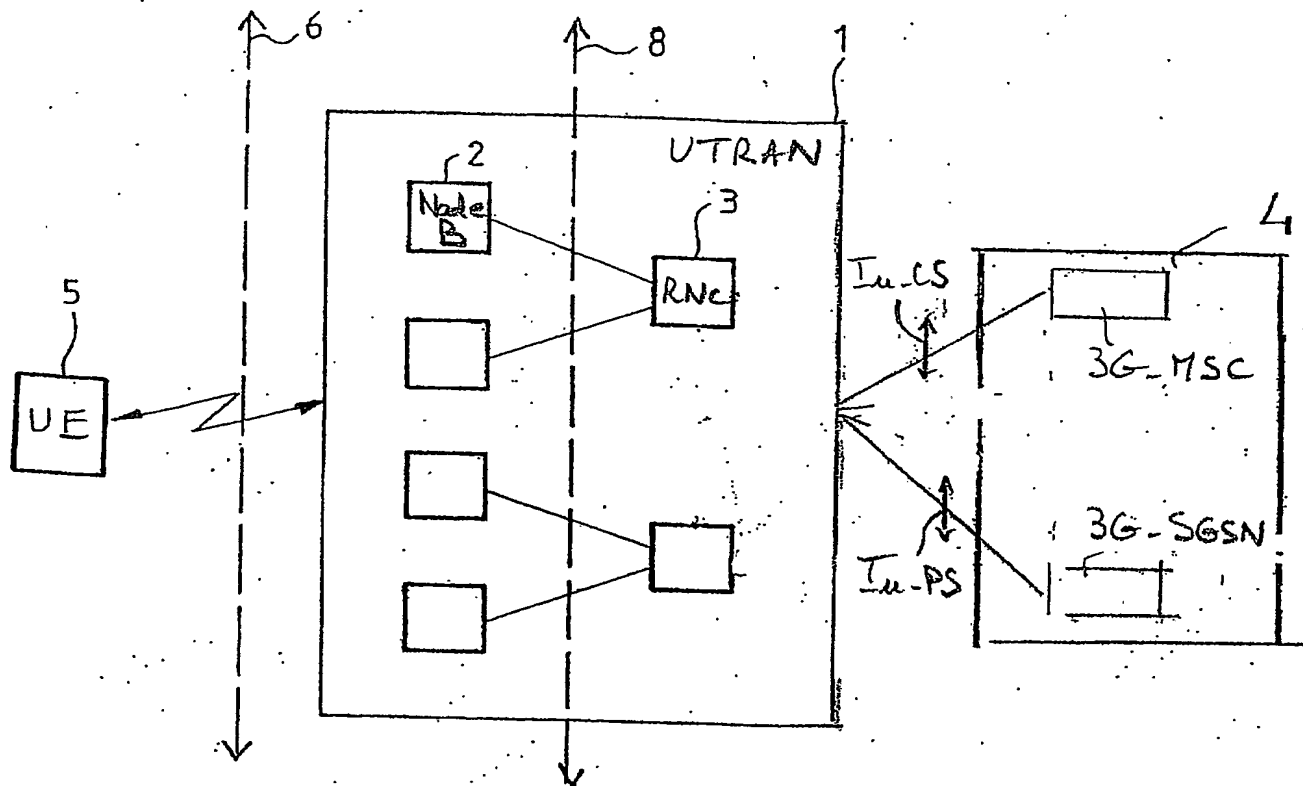 6
8
1
UTRAN
2
Node
B
3
RNC
4
5
UE
Iu-CS
3G-MSC
3G-SGSN
Iu-PS